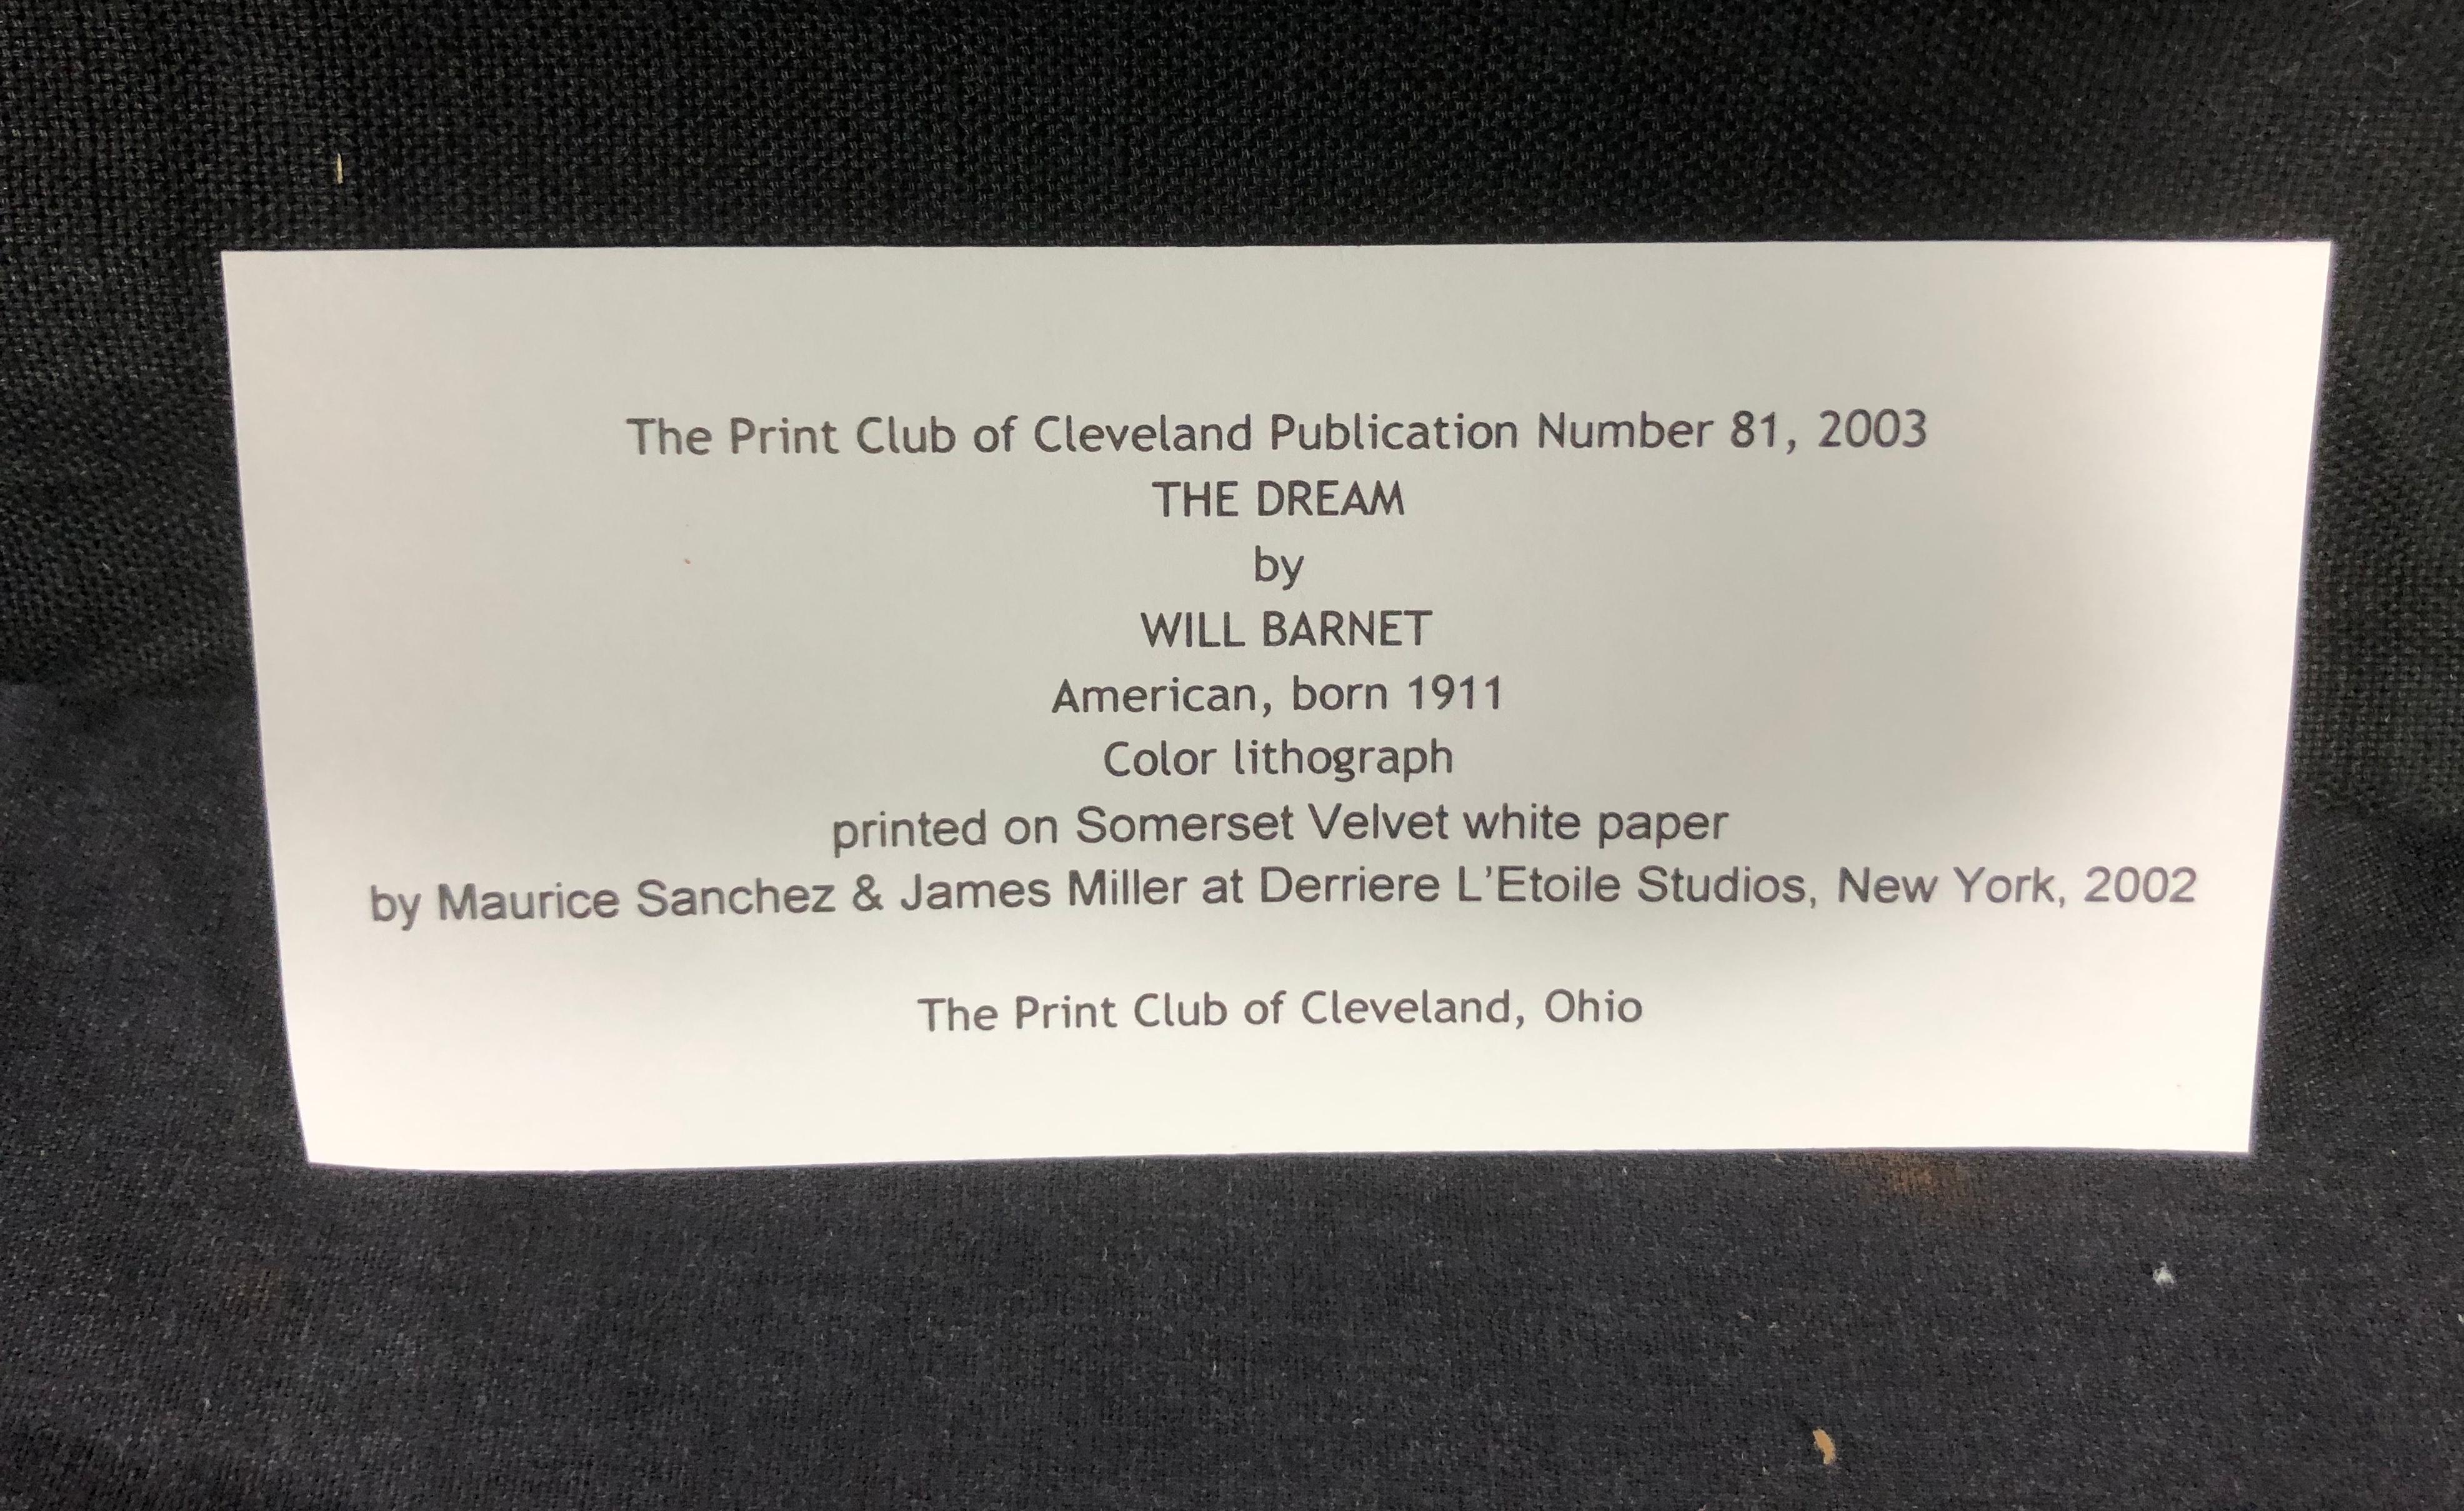 The Print Club of Cleveland Publication Number 81, 2003
THE DREAM
by
WILL BARNET
American, born 1911
Color lithograph
printed on Somerset Velvet white paper
by Maurice Sanchez & James Miller at Derriere L'Etoile Studios, New York, 2002
The Print Club of Cleveland, Ohio